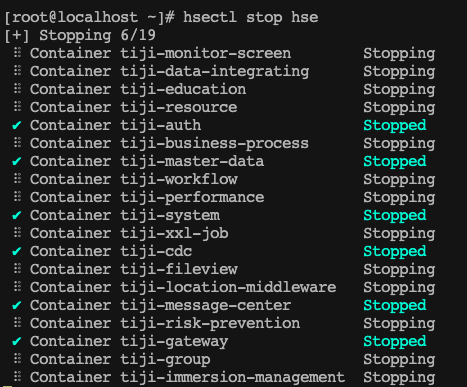 [root@localhost ~]# hsectl stop hse
[+] Stopping 6/19
⠿ Container tiji-monitor-screen Stopping
⠿ Container tiji-data-integrating Stopping
⠿ Container tiji-education Stopping
⠿ Container tiji-resource Stopping
✔ Container tiji-auth Stopped
⠿ Container tiji-business-process Stopping
✔ Container tiji-master-data Stopped
⠿ Container tiji-workflow Stopping
⠿ Container tiji-performance Stopping
✔ Container tiji-system Stopped
⠿ Container tiji-xxl-job Stopping
✔ Container tiji-cdc Stopped
⠿ Container tiji-fileview Stopping
⠿ Container tiji-location-middleware Stopping
✔ Container tiji-message-center Stopped
⠿ Container tiji-risk-prevention Stopping
✔ Container tiji-gateway Stopped
⠿ Container tiji-group Stopping
⠿ Container tiji-immersion-management Stopping